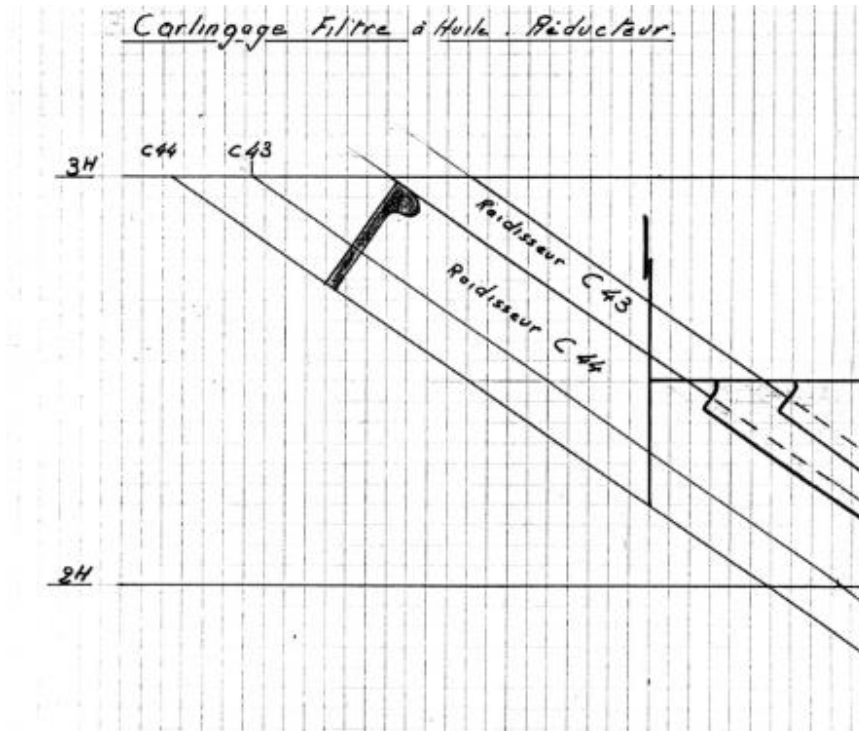 Carlingage Filtre à Huile. Réducteur.
C44 C43
3H
Raidisseur C43
Raidisseur C44
2H